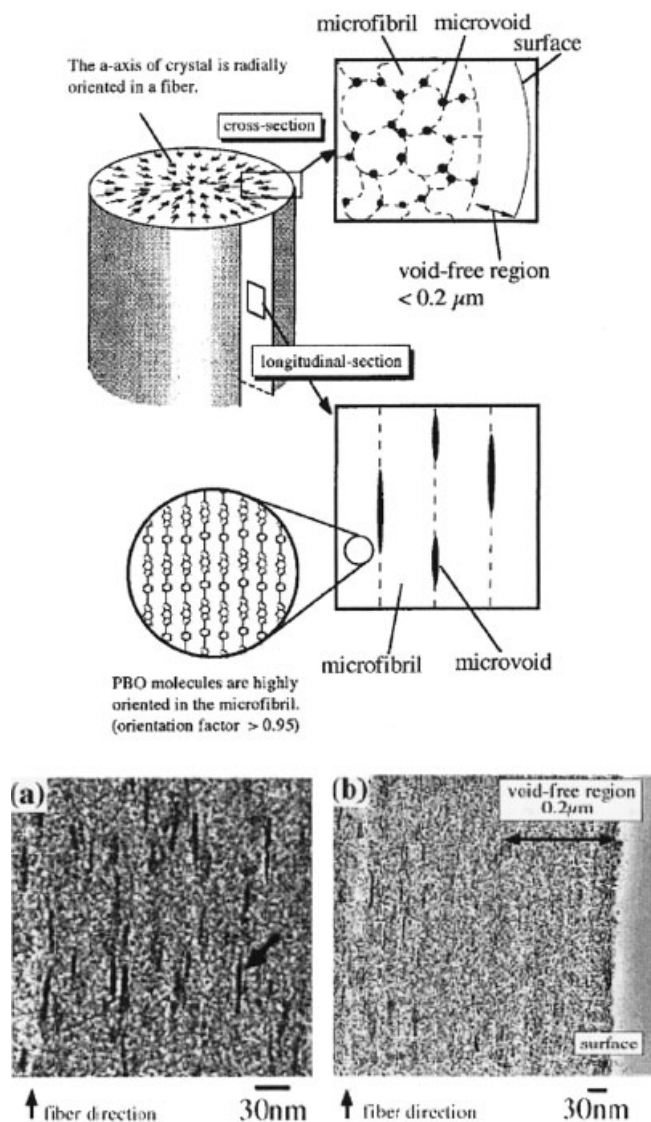 The a-axis of crystal is radially
oriented in a fiber.
cross-section
microfibril
microvoid
surface
void-free region
< 0.2 μm
longitudinal-section
microfibril
microvoid
PBO molecules are highly
oriented in the microfibril.
(orientation factor > 0.95)
(a)
(b)
void-free region
0.2μm
surface
fiber direction
30nm
fiber direction
30nm